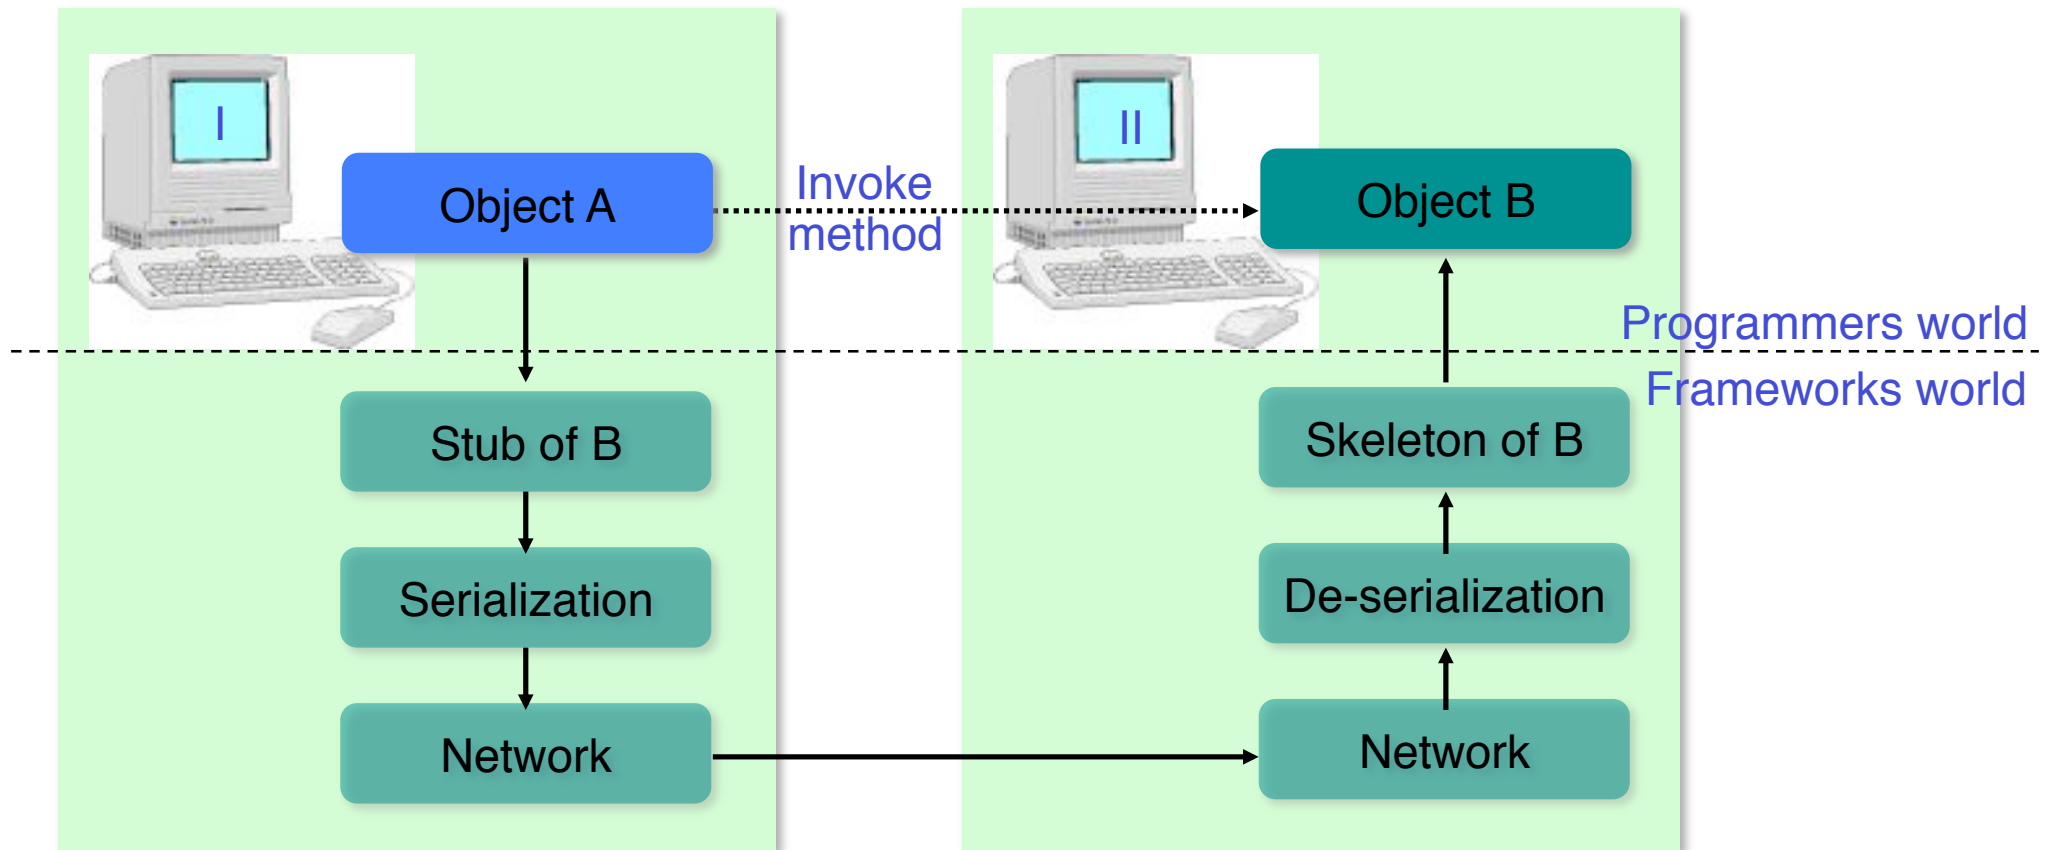 I
II
Object A
Invoke
method
Object B
Programmers world
Frameworks world
Stub of B
Skeleton of B
Serialization
De-serialization
Network
Network